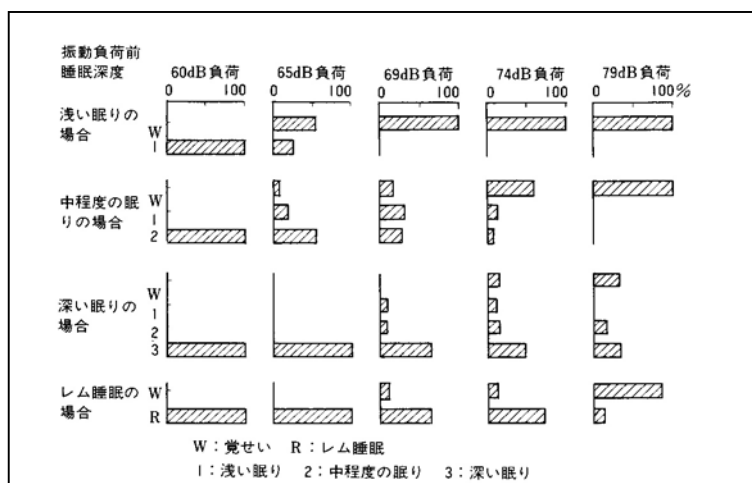 振動負荷前
睡眠深度 60dB負荷 65dB負荷 69dB負荷 74dB負荷 79dB負荷
0 100 0 100 0 100 0 100 0 100%
浅い眠りの
場合
W
1
中程度の眠
りの場合
W
1
2
深い眠りの
場合
W
1
2
3
レム睡眠の
場合
W
R
W:覚せい R:レム睡眠
1:浅い眠り 2:中程度の眠り 3:深い眠り